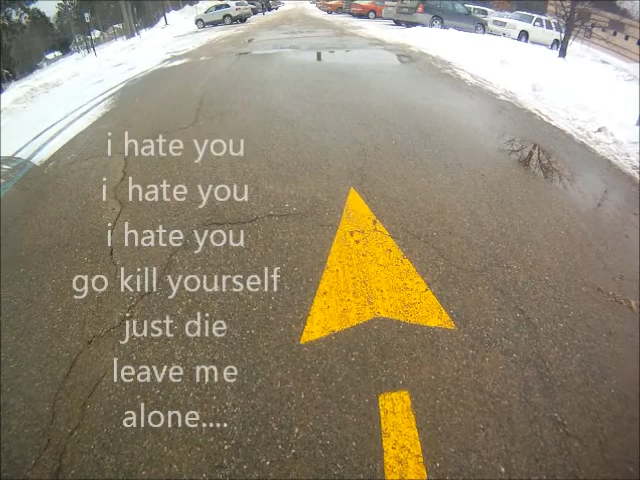 i hate you
i hate you
i hate you
go kill yourself
just die
leave me
alone....